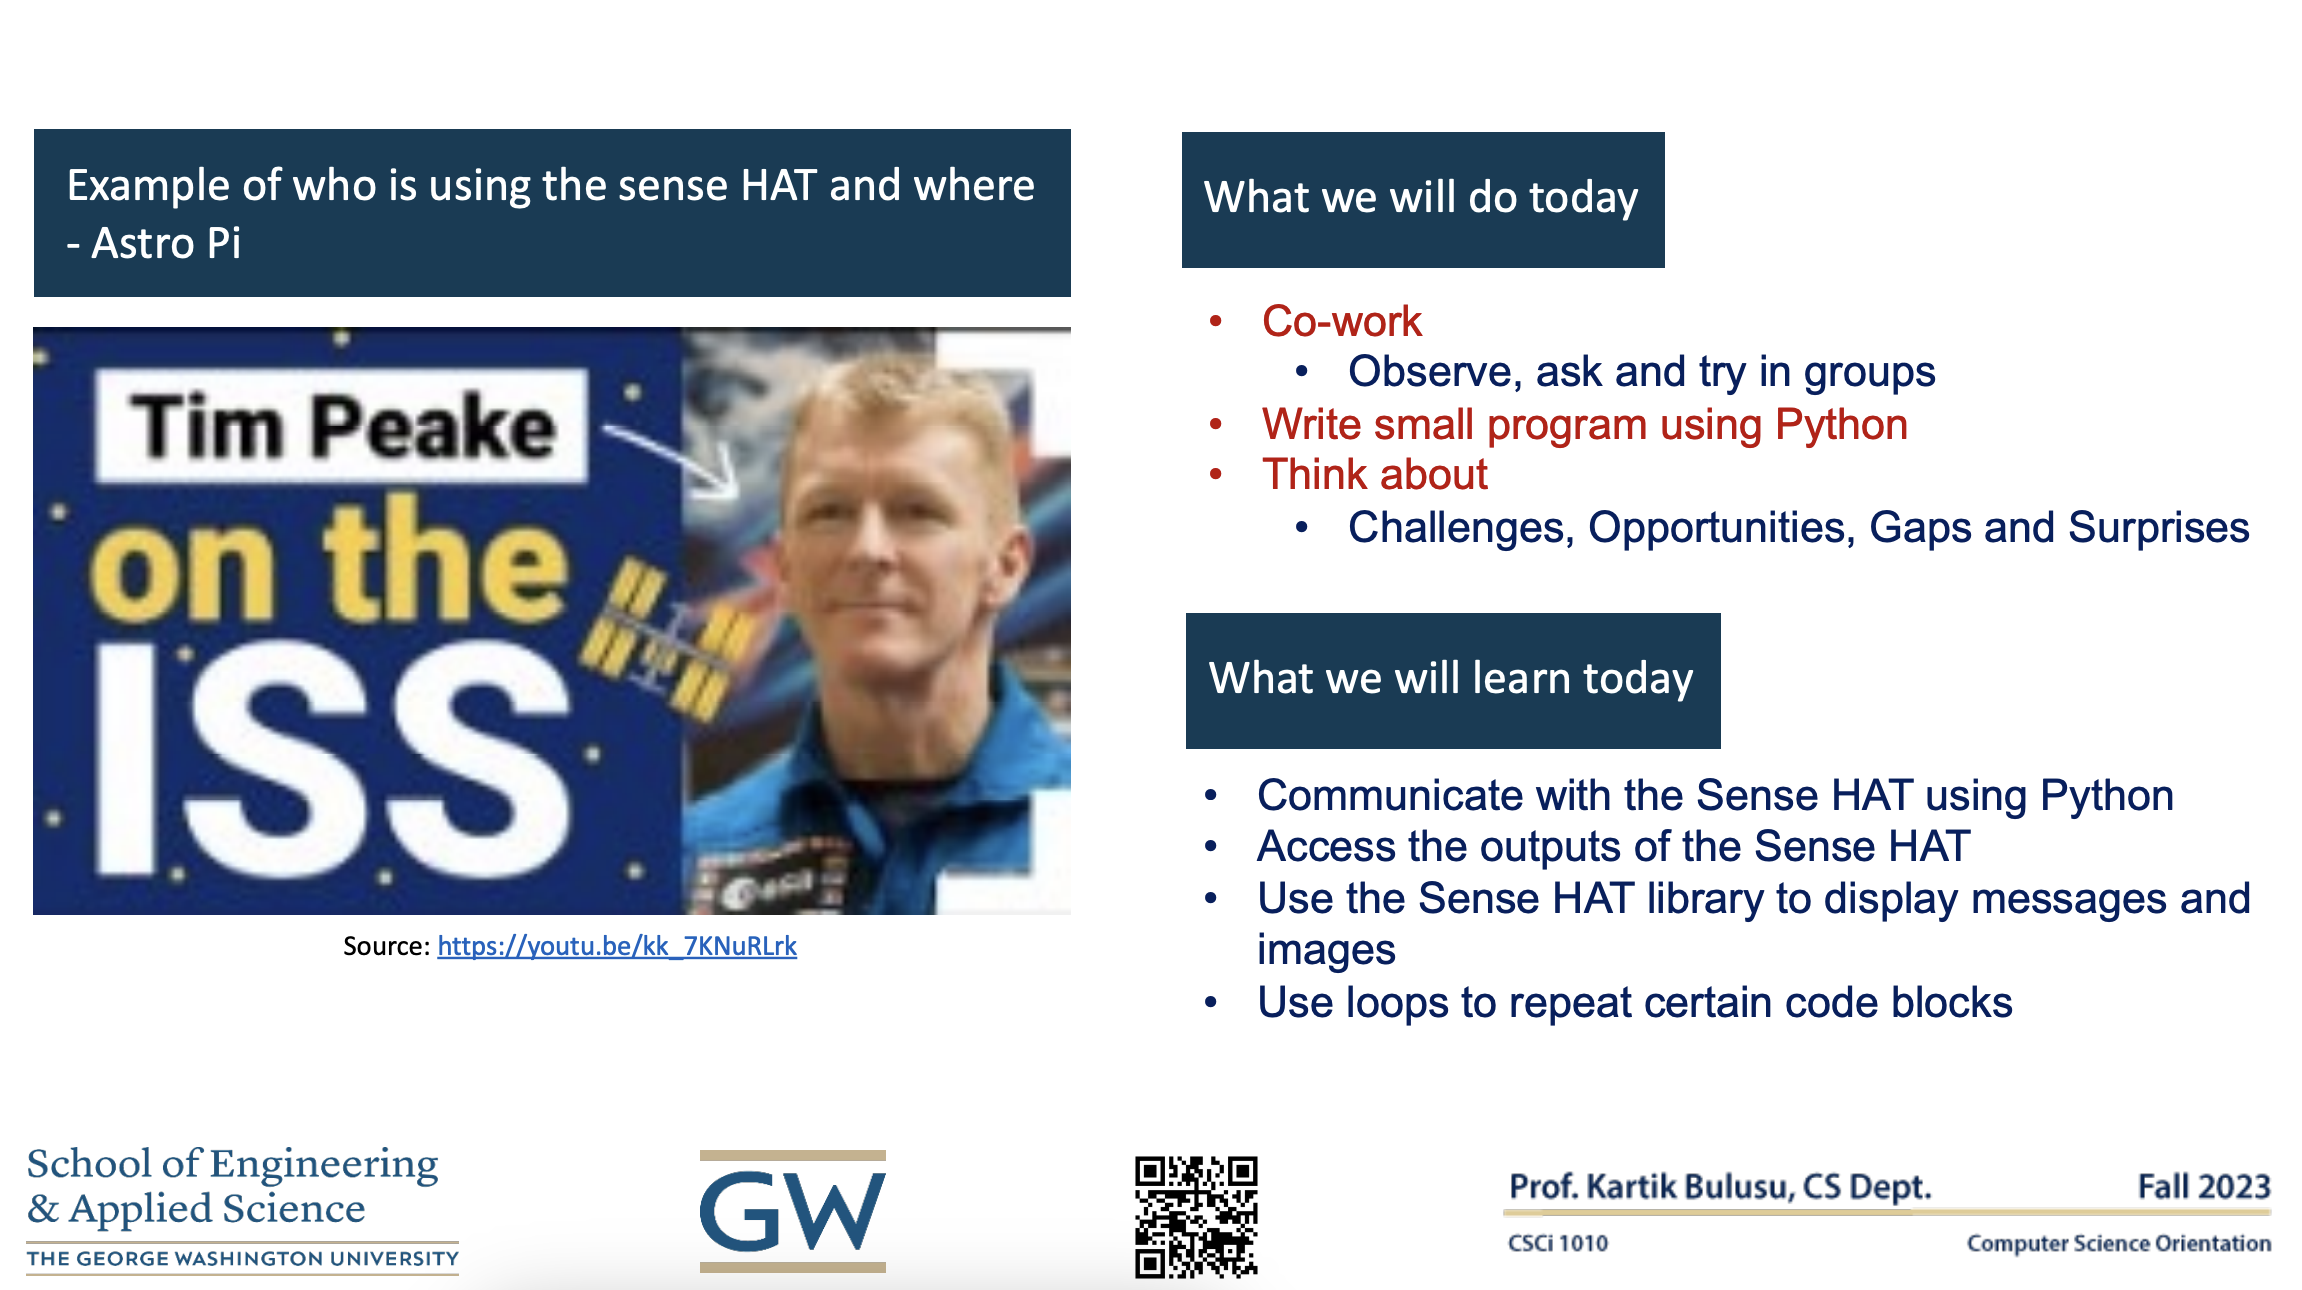 Example of who is using the sense HAT and where
- Astro Pi
Tim Peake
on the
ISS
esa
Source: https://youtu.be/kk_7KNuRLrk
What we will do today
• Co-work
• Observe, ask and try in groups
• Write small program using Python
• Think about
• Challenges, Opportunities, Gaps and Surprises
What we will learn today
• Communicate with the Sense HAT using Python
• Access the outputs of the Sense HAT
• Use the Sense HAT library to display messages and
images
• Use loops to repeat certain code blocks
School of Engineering
& Applied Science
THE GEORGE WASHINGTON UNIVERSITY
GW
Prof. Kartik Bulusu, CS Dept. Fall 2023
CSCi 1010 Computer Science Orientation